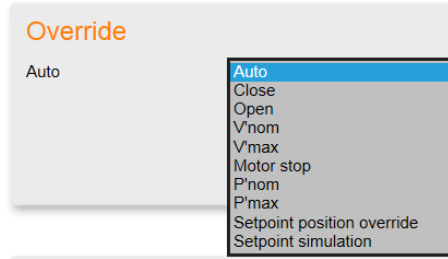 Override
Auto
Auto
Close
Open
V'nom
V'max
Motor stop
P'nom
P'max
Setpoint position override
Setpoint simulation